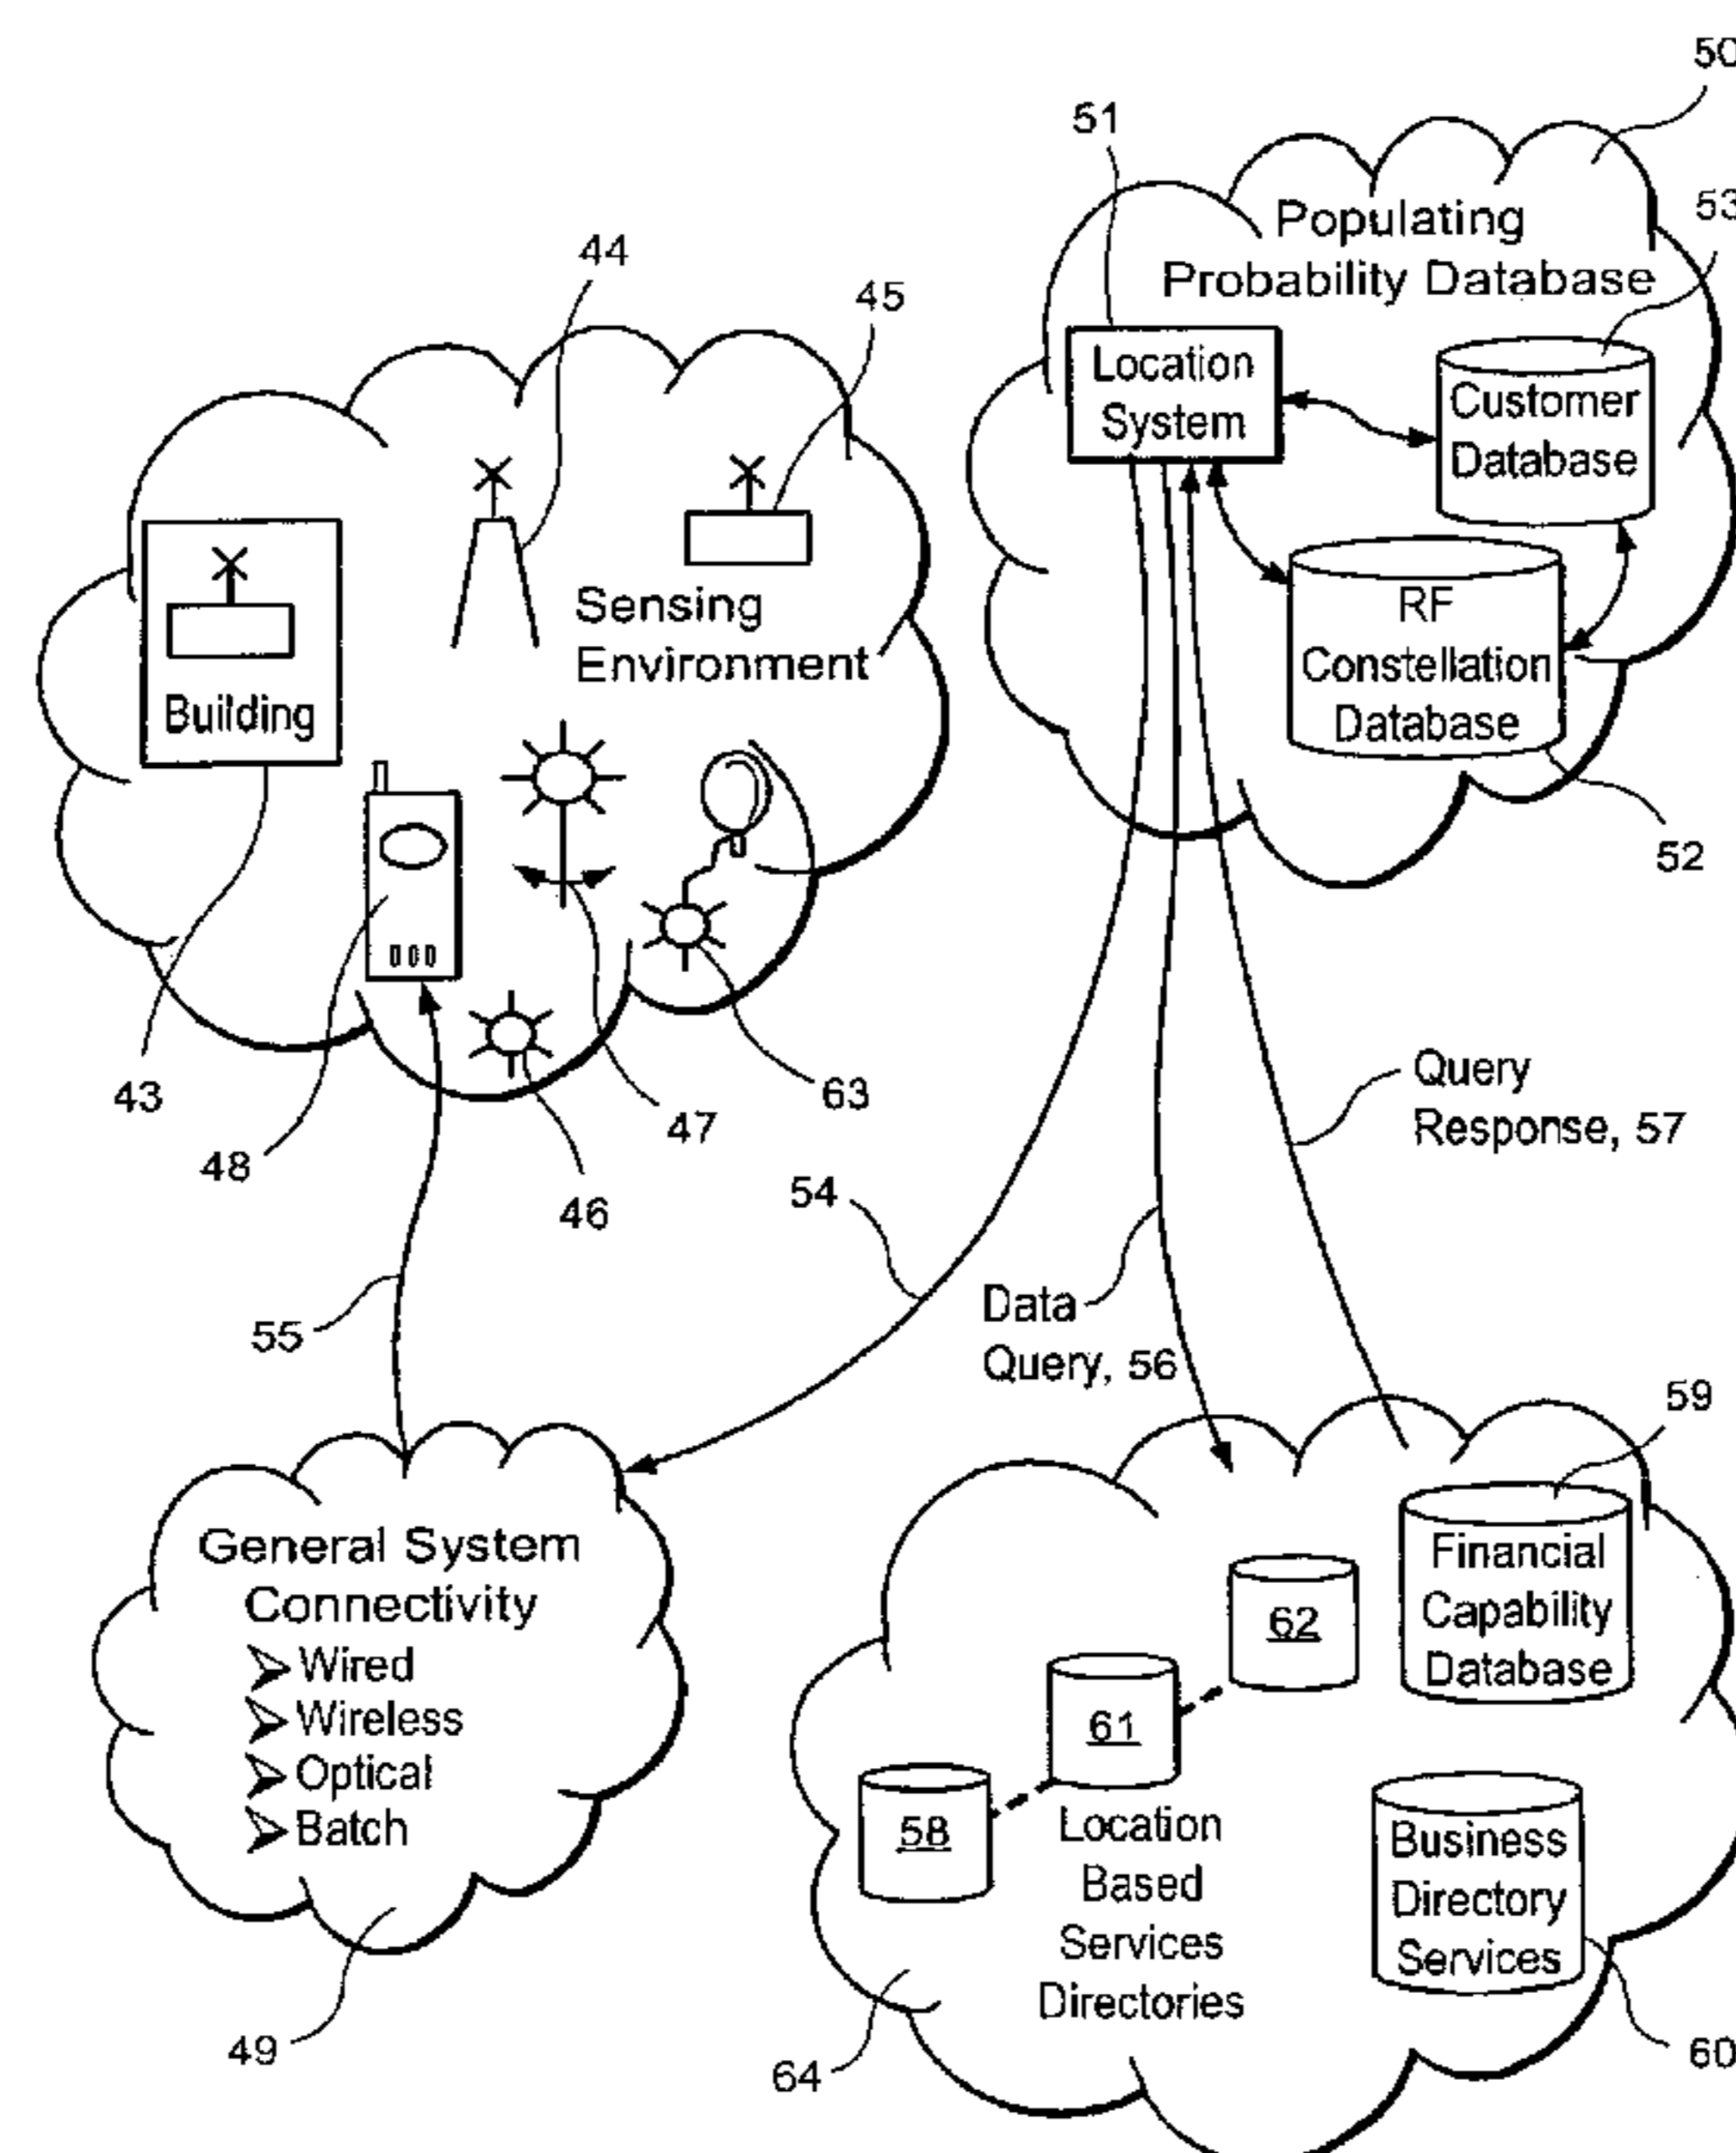 50
51
Populating
Probability Database
53
44
45
Location
System
Customer
Database
RF
Constellation
Database
52
Sensing
Environment
Building
43
48
46
47
63
Query
Response, 57
54
Data
Query, 56
55
General System
Connectivity
Wired
Wireless
Optical
Batch
49
59
Financial
Capability
Database
62
61
58
Location
Based
Services
Directories
Business
Directory
Services
64
60